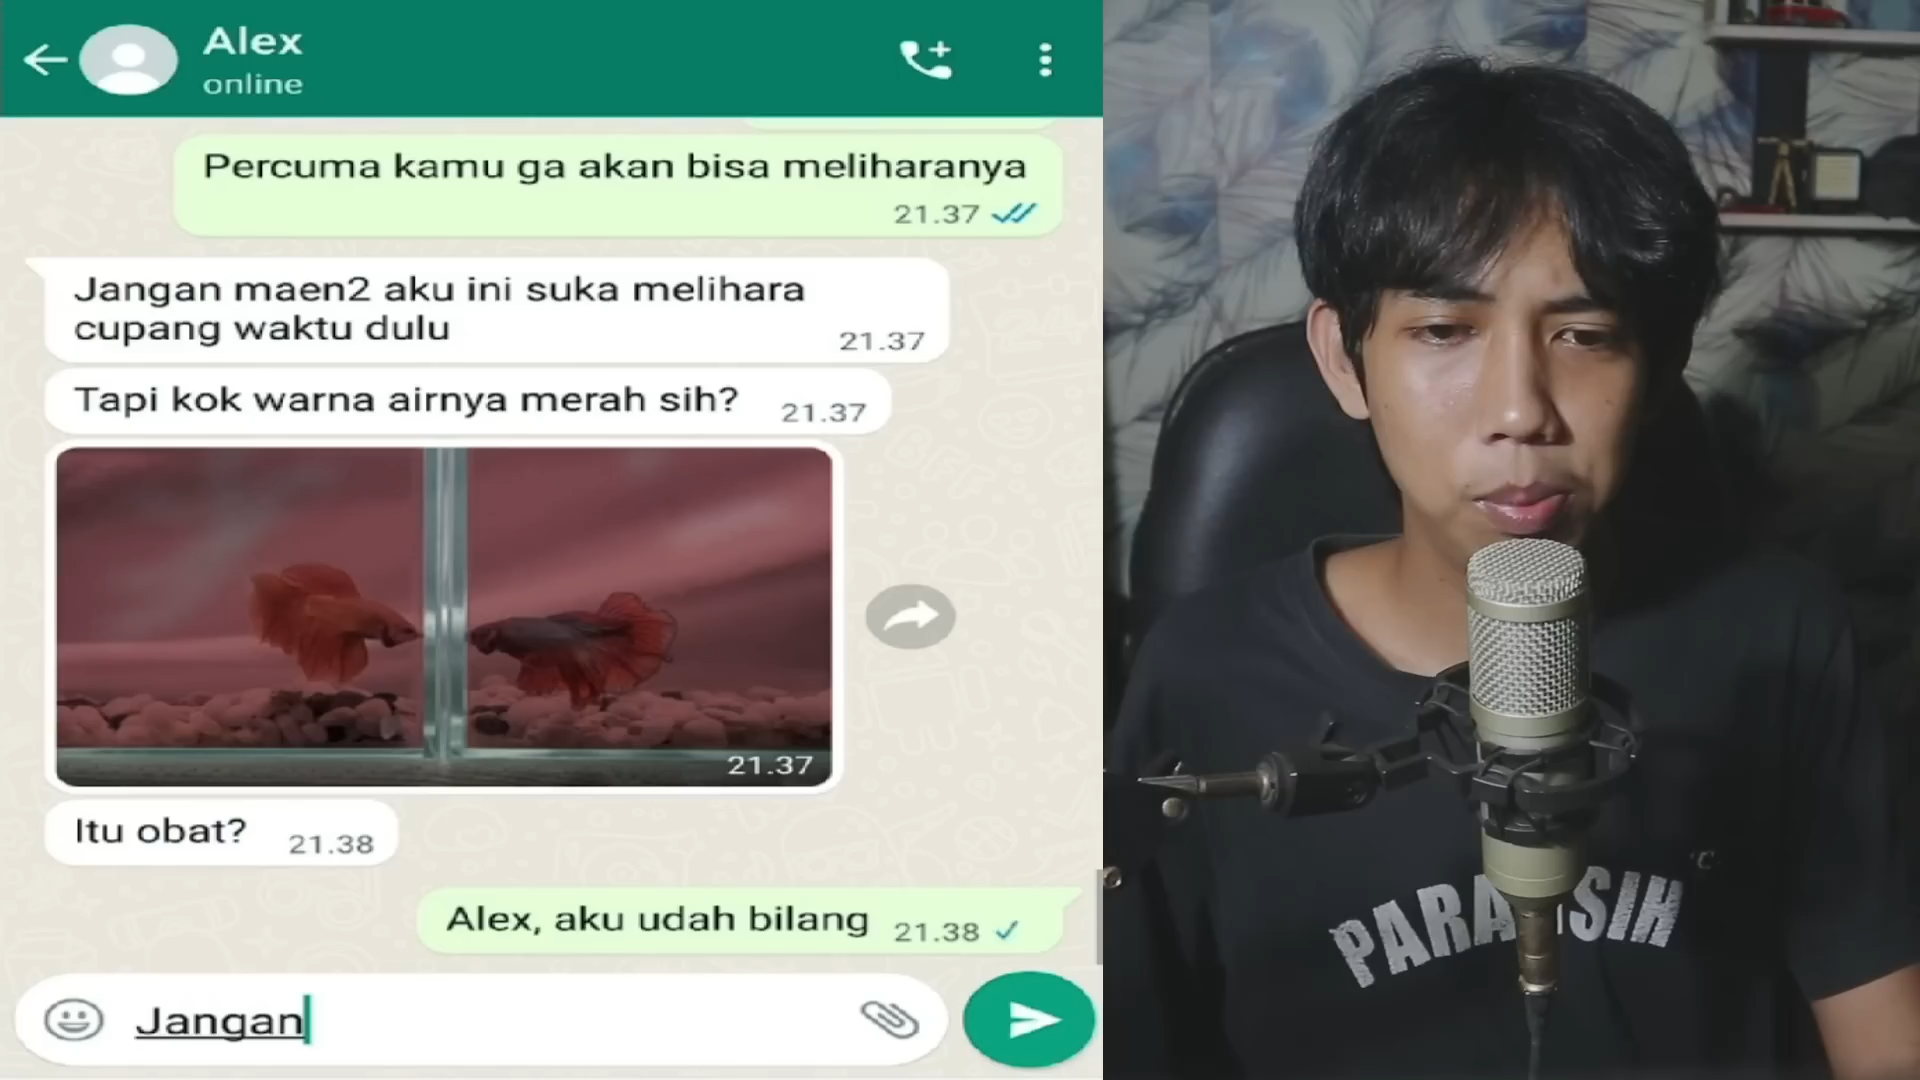 Alex
online
Percuma kamu ga akan bisa meliharanya
21.37
Jangan maen2 aku ini suka melihara
cupang waktu dulu
21.37
Tapi kok warna airnya merah sih?
21.37
21.37
Itu obat?
21.38
Alex, aku udah bilang
21.38
Jangan